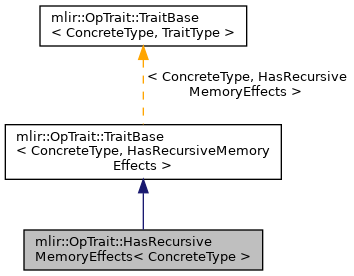 mlir::OpTrait::TraitBase
< ConcreteType, TraitType >
< ConcreteType, HasRecursive
MemoryEffects >
mlir::OpTrait::TraitBase
< ConcreteType, HasRecursiveMemory
Effects >
mlir::OpTrait::HasRecursive
MemoryEffects< ConcreteType >